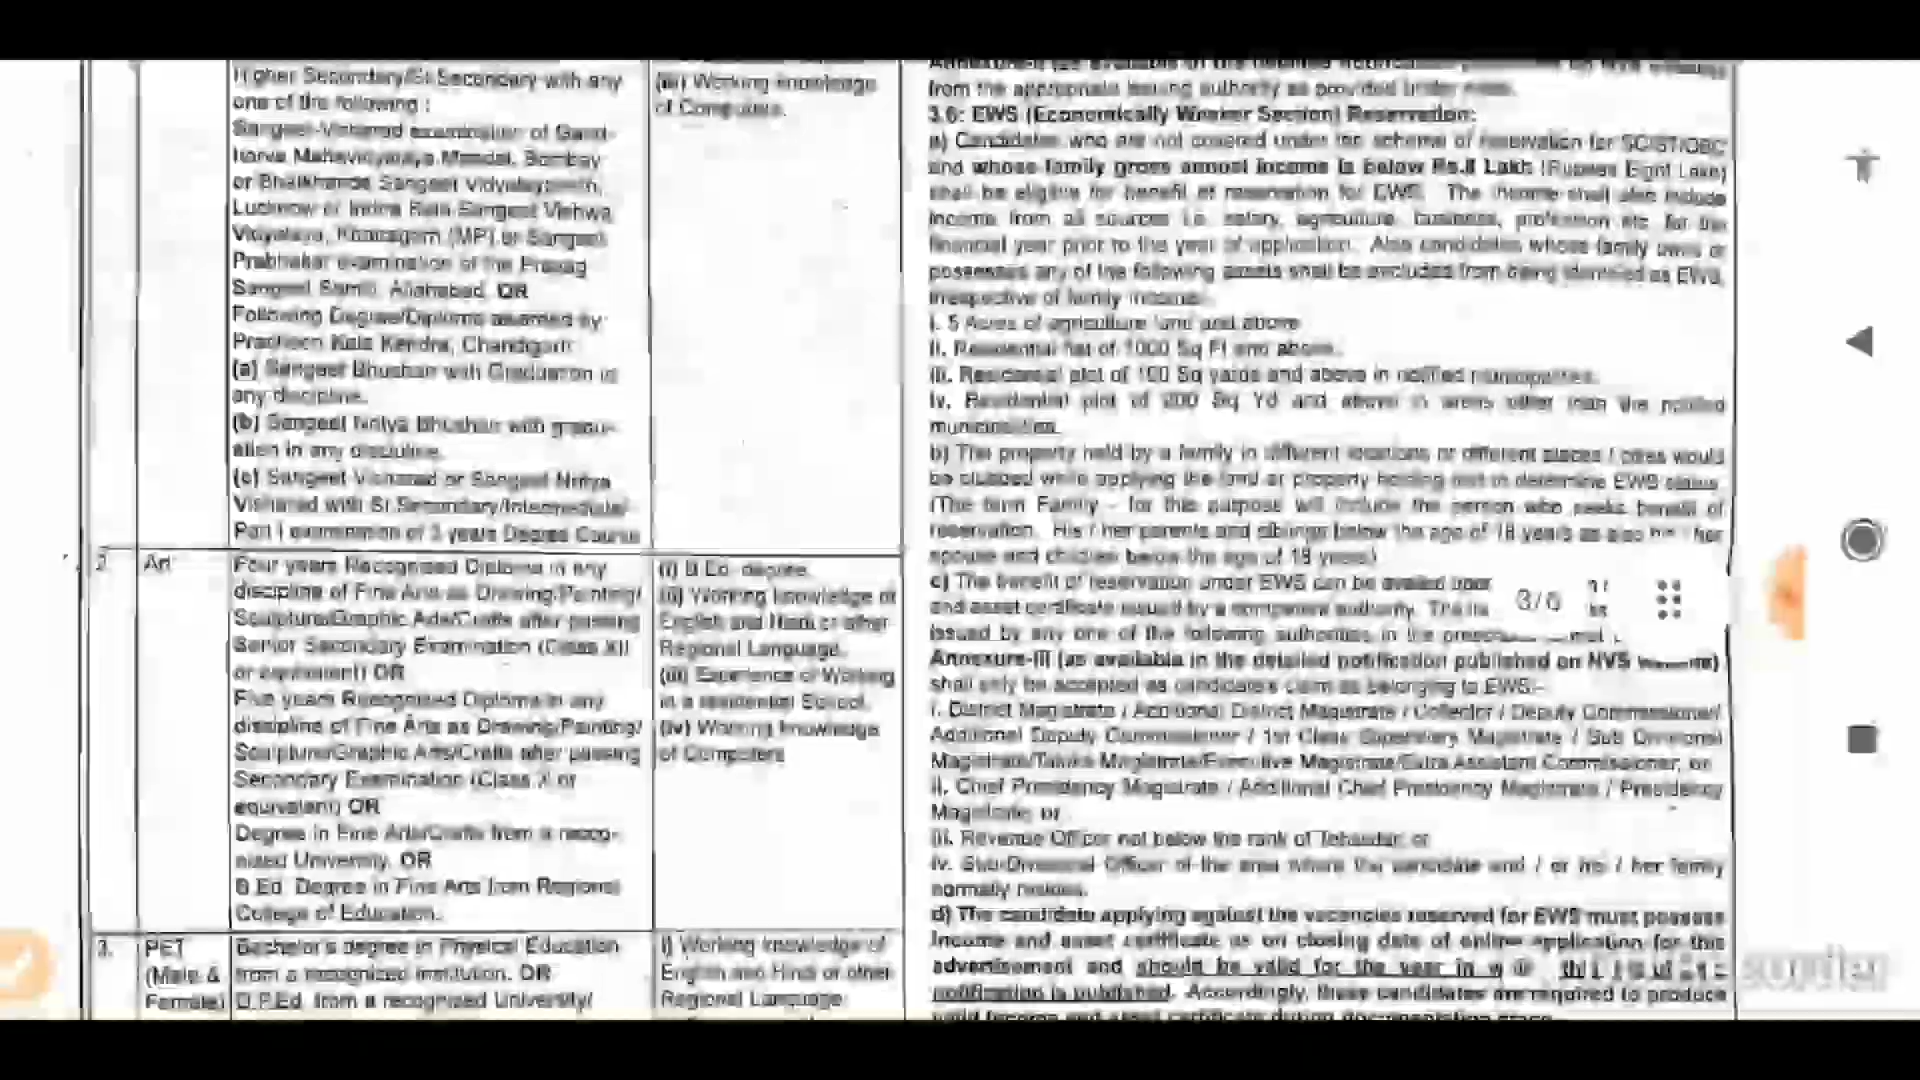 Higher Secondary/Sr Secondary with any
one of the following :
Sangeet-Visharad examination of Gand-
harva Mahavidyalaya Mandal, Bombay
or Bhatkhande Sangeet Vidyalayapeeth,
Lucknow or Indira Kala Sangeet Vishwa
Vidyalaya, Khairagarh (MP) or Sangeet
Prabhakar examination of the Prayag
Sangeet Samiti, Allahabad. OR
Following Degree/Diploma awarded by
Pracheen Kala Kendra, Chandigarh:
(a) Sangeet Bhushan with Graduation in
any discipline.
(b) Sangeet Nritya Bhushan with gradu-
ation in any discipline.
(c) Sangeet Visharad or Sangeet Nritya
Visharad with Sr.Secondary/Intermediate/
Part I examination of 3 years Degree Course
(iii) Working knowledge
of Computers.
2. Art
Four years Recognised Diploma in any
discipline of Fine Arts as Drawing/Painting/
Sculpture/Graphic Arts/Crafts after passing
Senior Secondary Examination (Class XII
or equivalent) OR
Five years Recognised Diploma in any
discipline of Fine Arts as Drawing/Painting/
Sculpture/Graphic Arts/Crafts after passing
Secondary Examination (Class X or
equivalent) OR
Degree in Fine Arts/Crafts from a recog-
nized University. OR
B.Ed. Degree in Fine Arts from Regional
College of Education.
(i) B.Ed. degree.
(ii) Working knowledge of
English and Hindi or other
Regional Language.
(iii) Experience of Working
in a residential School.
(iv) Working knowledge
of Computers
3. PET
(Male &
Female)
Bachelor's degree in Physical Education
from a recognized institution. OR
D.P.Ed. from a recognized University/
i) Working knowledge of
English and Hindi or other
Regional Language
from the appropriate issuing authority as provided under
3.6: EWS (Economically Weaker Section) Reservation:
a) Candidates who are not covered under the scheme of reservation for SC/ST/OBC
and whose family gross annual income is below Rs.8 Lakh (Rupees Eight Lakh)
shall be eligible for benefit of reservation for EWS. The income shall also include
income from all sources i.e. salary, agriculture, business, profession etc. for the
financial year prior to the year of application. Also candidates whose family owns or
possesses any of the following assets shall be excluded from being identified as EWS,
irrespective of family income:
i. 5 Acres of agriculture land and above
ii. Residential flat of 1000 Sq Ft and above.
iii. Residential plot of 100 Sq yards and above in notified municipalities.
iv. Residential plot of 200 Sq Yd and above in areas other than the notified
municipalities.
b) The property held by a family in different locations or different places / cities would
be clubbed while applying the land or property holding test to determine EWS status.
(The term Family - for this purpose will include the person who seeks benefit of
reservation. His / her parents and siblings below the age of 18 years as also his / her
spouse and children below the age of 18 years)
c) The benefit of reservation under EWS can be availed upon
and asset certificate issued by a competent authority. The
issued by any one of the following authorities in the
Annexure-III (as available in the detailed notification published on NVS website)
shall only be accepted as candidate's claim as belonging to EWS:-
i. District Magistrate / Additional District Magistrate / Collector / Deputy Commissioner/
Additional Deputy Commissioner / 1st Class Stipendiary Magistrate / Sub Divisional
Magistrate/Taluka Magistrate/Executive Magistrate/Extra Assistant Commissioner; or
ii. Chief Presidency Magistrate / Additional Chief Presidency Magistrate / Presidency
Magistrate; or
iii. Revenue Officer not below the rank of Tehsildar; or
iv. Sub-Divisional Officer of the area where the candidate and / or his / her family
normally resides.
d) The candidate applying against the vacancies reserved for EWS must possess
income and asset certificate as on closing date of online application for this
advertisement and should be valid for the year in
notification is published. Accordingly, these candidates are required to produce
valid Income and asset certificate during documentation
3/6